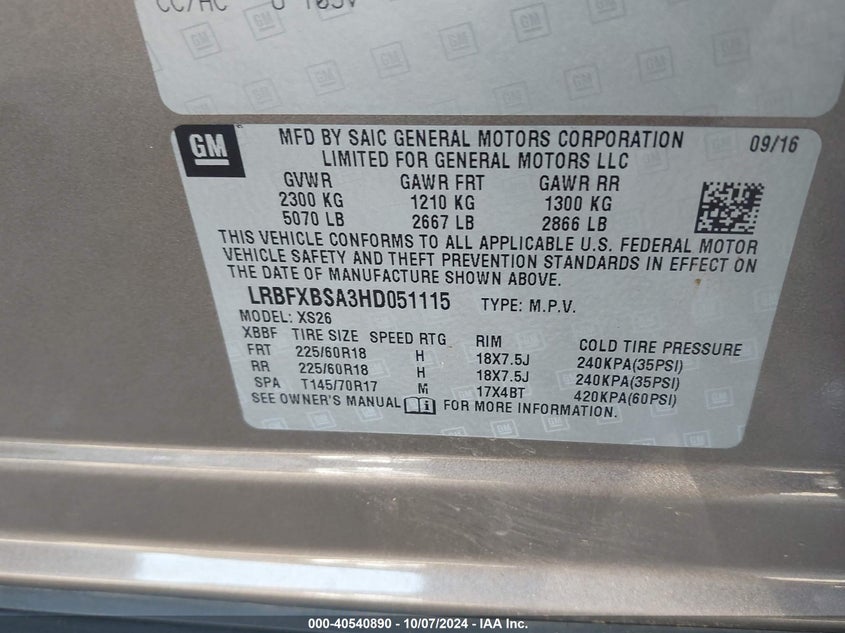 GM
MFD BY SAIC GENERAL MOTORS CORPORATION 09/16
LIMITED FOR GENERAL MOTORS LLC
GVWR GAWR FRT GAWR RR
2300 KG 1210 KG 1300 KG
5070 LB 2667 LB 2866 LB
THIS VEHICLE CONFORMS TO ALL APPLICABLE U.S. FEDERAL MOTOR
VEHICLE SAFETY AND THEFT PREVENTION STANDARDS IN EFFECT ON
THE DATE OF MANUFACTURE SHOWN ABOVE.
LRBFXBSA3HD051115 TYPE: M.P.V.
MODEL: XS26
XBBF TIRE SIZE SPEED RTG RIM COLD TIRE PRESSURE
FRT 225/60R18 H 18X7.5J 240KPA(35PSI)
RR 225/60R18 H 18X7.5J 240KPA(35PSI)
SPA T145/70R17 M 17X4BT 420KPA(60PSI)
SEE OWNER'S MANUAL FOR MORE INFORMATION.
000-40540890 - 10/07/2024 - IAA Inc.